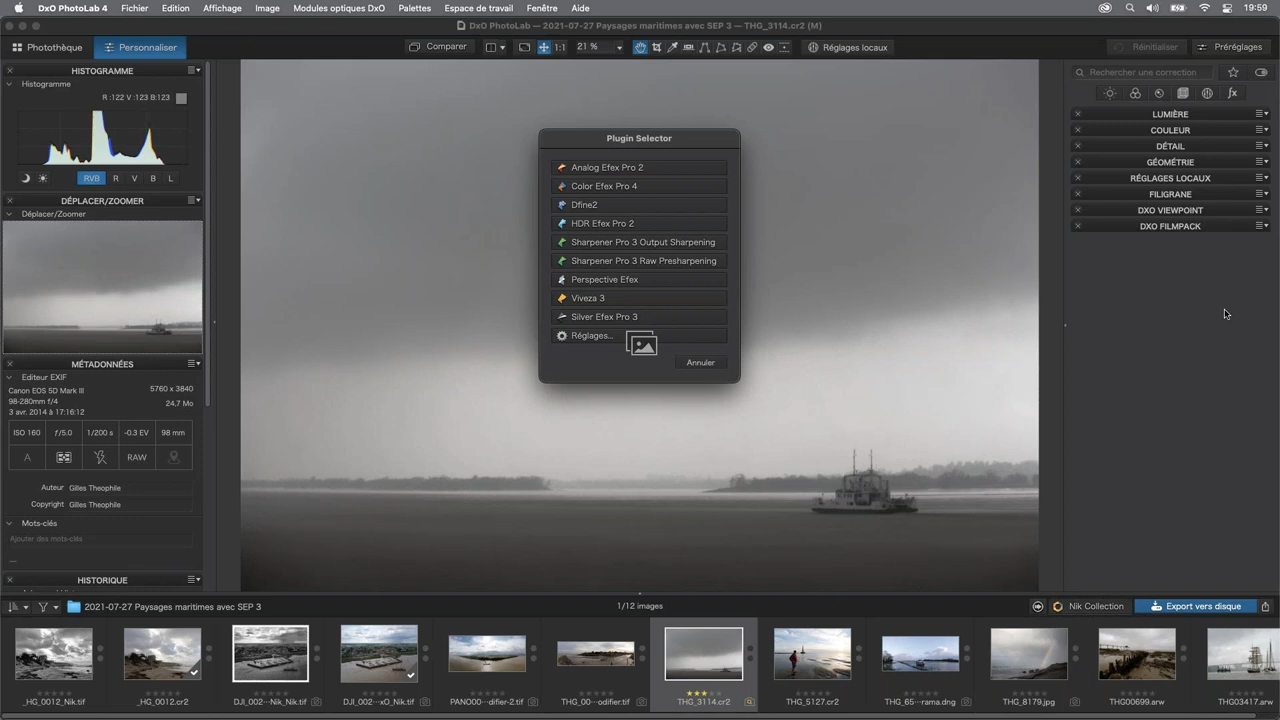 DxO PhotoLab 4 Fichier Edition Affichage Image Modules optiques DxO Palettes Espace de travail Fenêtre Aide 19:59
DxO PhotoLab 4 — 2021-07-27 Paysages maritimes avec SEP 3 — THG_3114.cr2 (M)
Photothèque Personnaliser Comparer 21 % 1:1 Réglages locaux Réinitialiser Préréglages
HISTOGRAMME
Histogramme
R :122 V :123 B:123
RVB R V B L
DÉPLACER/ZOOMER
Déplacer/Zoomer
MÉTADONNÉES
Editeur EXIF
Canon EOS 5D Mark III 5760 x 3840
98-280mm f/4
24,7 Mo
3 avr. 2014 à 17:16:12
ISO 160 ƒ/5.0 1/200 s -0.3 EV 98 mm
A RAW
Auteur Gilles Theophile
Copyright Gilles Theophile
Mots-clés
Ajouter des mots-clés
HISTORIQUE
Plugin Selector
Analog Efex Pro 2
Color Efex Pro 4
Dfine2
HDR Efex Pro 2
Sharpener Pro 3 Output Sharpening
Sharpener Pro 3 Raw Presharpening
Perspective Efex
Viveza 3
Silver Efex Pro 3
Réglages...
Annuler
Rechercher une correction
fx
LUMIÈRE
COULEUR
DÉTAIL
GÉOMÉTRIE
RÉGLAGES LOCAUX
FILIGRANE
DXO VIEWPOINT
DXO FILMPACK
2021-07-27 Paysages maritimes avec SEP 3 1/12 images Nik Collection Export vers disque
_HG_0012_Nik.tif _HG_0012.cr2 DJI_002···Nik_Nik.tif DJI_002···xO_Nik.tif PANO00···difier-2.tif THG_00···odifier.tif THG_3114.cr2 THG_5127.cr2 THG_65···rama.dng THG_8179.jpg THG00699.arw THG03417.arw